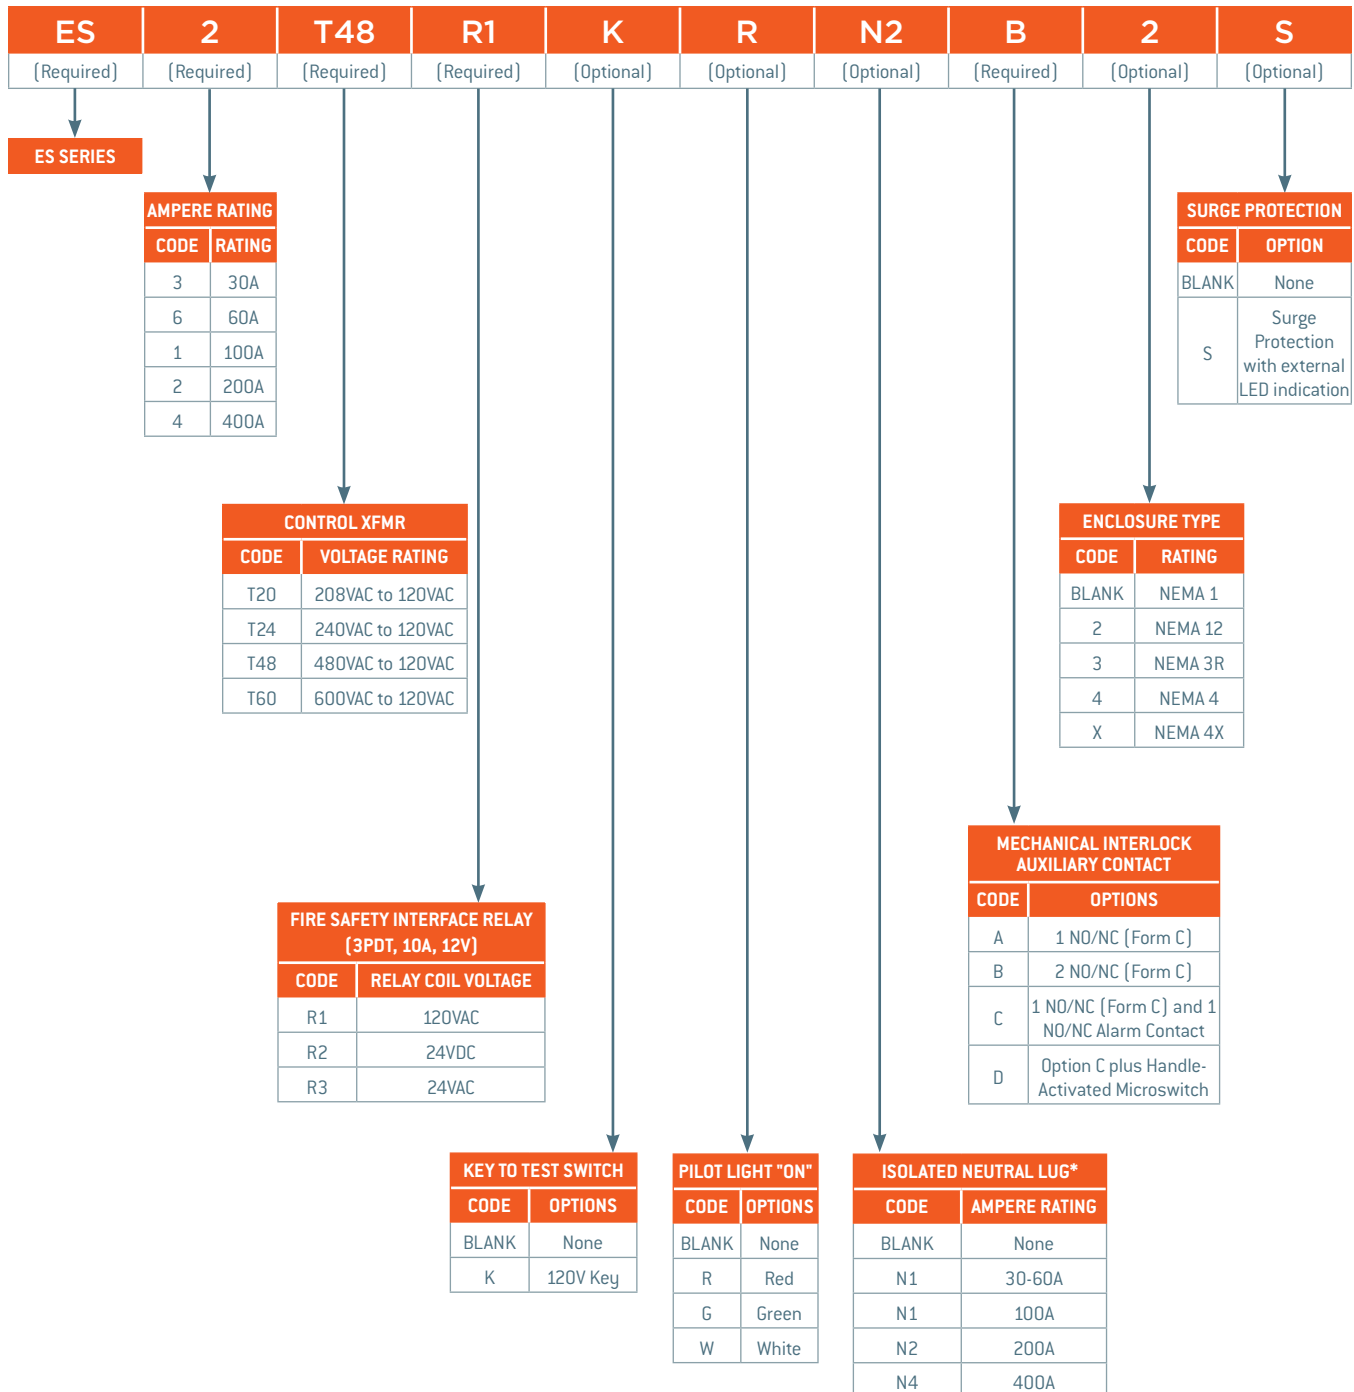 ES 2 T48 R1 K R N2 B 2 S
(Required) (Required) (Required) (Required) (Optional) (Optional) (Optional) (Required) (Optional) (Optional)
ES SERIES
AMPERE RATING
CODE RATING
3 30A
6 60A
1 100A
2 200A
4 400A
SURGE PROTECTION
CODE OPTION
BLANK None
S Surge
Protection
with external
LED indication
CONTROL XFMR
CODE VOLTAGE RATING
T20 208VAC to 120VAC
T24 240VAC to 120VAC
T48 480VAC to 120VAC
T60 600VAC to 120VAC
ENCLOSURE TYPE
CODE RATING
BLANK NEMA 1
2 NEMA 12
3 NEMA 3R
4 NEMA 4
X NEMA 4X
MECHANICAL INTERLOCK
AUXILIARY CONTACT
CODE OPTIONS
A 1 NO/NC (Form C)
B 2 NO/NC (Form C)
C 1 NO/NC (Form C) and 1
NO/NC Alarm Contact
D Option C plus Handle-
Activated Microswitch
FIRE SAFETY INTERFACE RELAY
(3PDT, 10A, 12V)
CODE RELAY COIL VOLTAGE
R1 120VAC
R2 24VDC
R3 24VAC
KEY TO TEST SWITCH
CODE OPTIONS
BLANK None
K 120V Key
PILOT LIGHT "ON"
CODE OPTIONS
BLANK None
R Red
G Green
W White
ISOLATED NEUTRAL LUG*
CODE AMPERE RATING
BLANK None
N1 30-60A
N1 100A
N2 200A
N4 400A